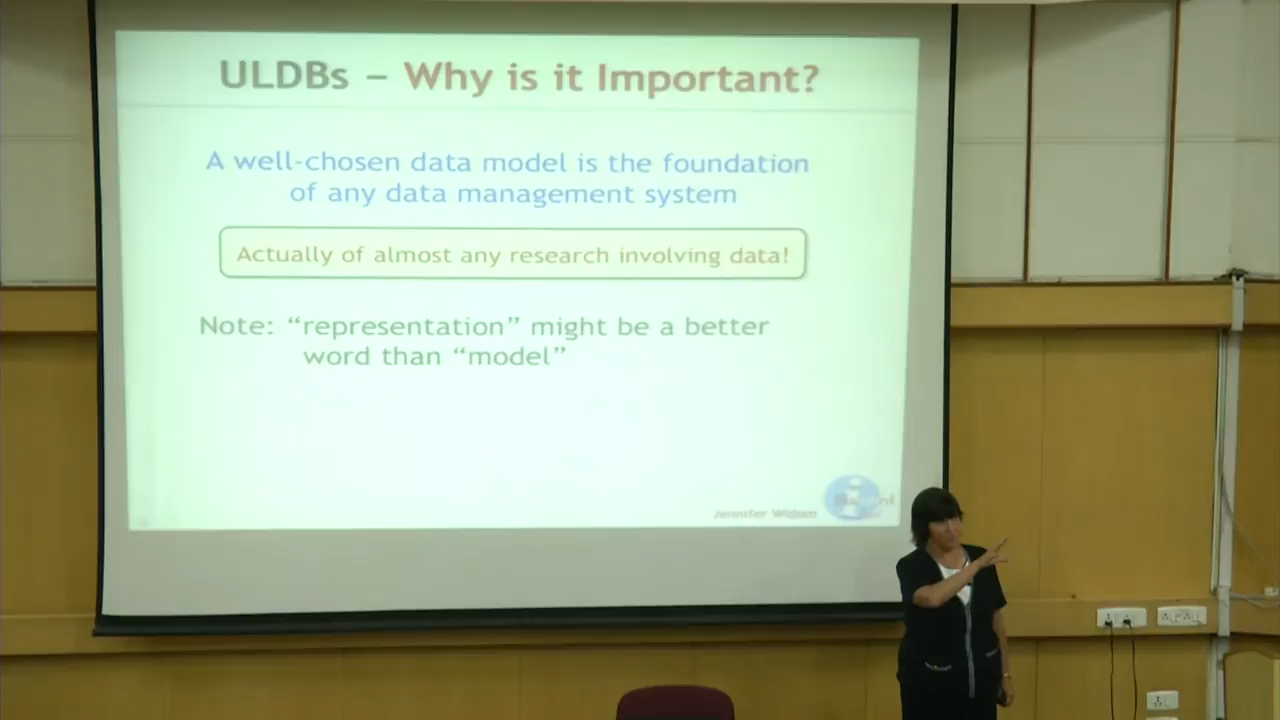 ULDBs – Why is it Important?
A well-chosen data model is the foundation
of any data management system
Actually of almost any research involving data!
Note: “representation” might be a better
word than “model”
Jennifer Widom